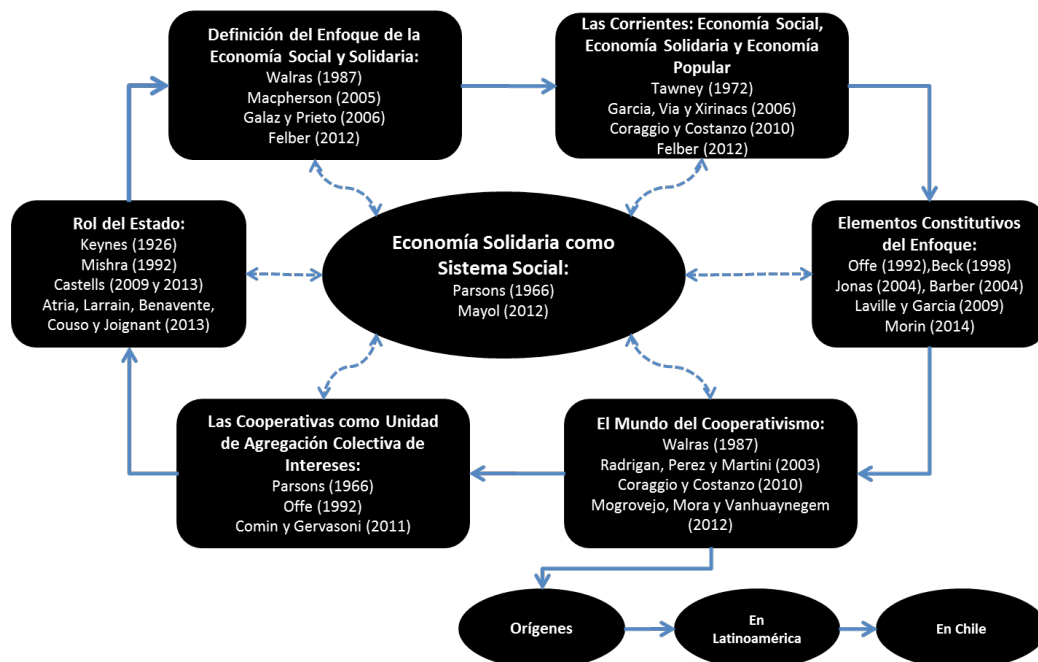 Definición del Enfoque de la
Economía Social y Solidaria:
Walras (1987)
Macpherson (2005)
Galaz y Prieto (2006)
Felber (2012)
Las Corrientes: Economía Social,
Economía Solidaria y Economía
Popular
Tawney (1972)
Garcia, Via y Xirinacs (2006)
Coraggio y Costanzo (2010)
Felber (2012)
Rol del Estado:
Keynes (1926)
Mishra (1992)
Castells (2009 y 2013)
Atria, Larrain, Benavente,
Couso y Joignant (2013)
Economía Solidaria como
Sistema Social:
Parsons (1966)
Mayol (2012)
Elementos Constitutivos
del Enfoque:
Offe (1992),Beck (1998)
Jonas (2004), Barber (2004)
Laville y Garcia (2009)
Morin (2014)
Las Cooperativas como Unidad
de Agregación Colectiva de
Intereses:
Parsons (1966)
Offe (1992)
Comin y Gervasoni (2011)
El Mundo del Cooperativismo:
Walras (1987)
Radrigan, Perez y Martini (2003)
Coraggio y Costanzo (2010)
Mogrovejo, Mora y Vanhuaynegem
(2012)
Orígenes
En
Latinoamérica
En Chile